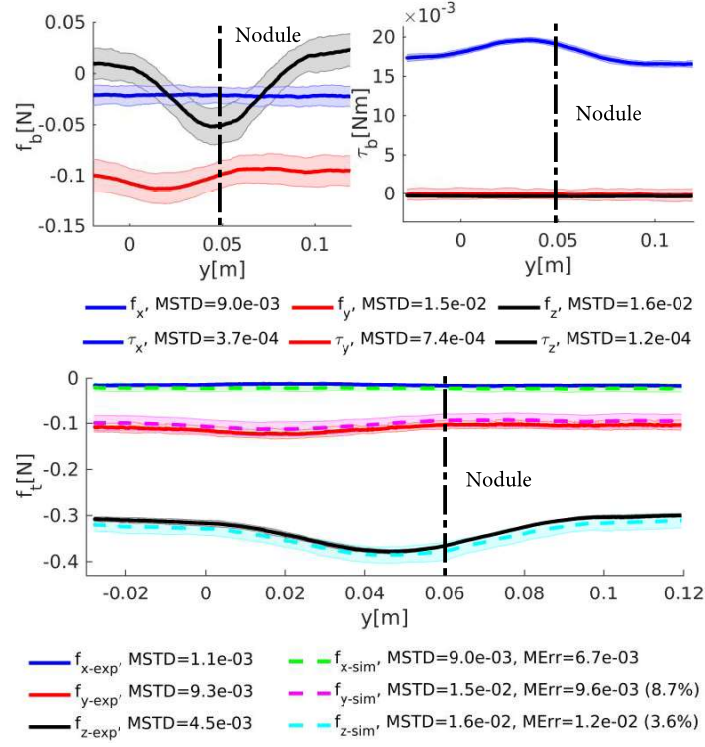 ×10⁻³
0.05
0
-0.05
-0.1
-0.15
f_b[N]
Nodule
0 0.05 0.1
y[m]
20
15
10
5
0
τ_b[Nm]
Nodule
0 0.05 0.1
y[m]
f_x, MSTD=9.0e-03 f_y, MSTD=1.5e-02 f_z, MSTD=1.6e-02
τ_x, MSTD=3.7e-04 τ_y, MSTD=7.4e-04 τ_z, MSTD=1.2e-04
0
-0.1
-0.2
-0.3
-0.4
f_t[N]
Nodule
-0.02 0 0.02 0.04 0.06 0.08 0.1 0.12
y[m]
f_x-exp, MSTD=1.1e-03 f_x-sim, MSTD=9.0e-03, MErr=6.7e-03
f_y-exp, MSTD=9.3e-03 f_y-sim, MSTD=1.5e-02, MErr=9.6e-03 (8.7%)
f_z-exp, MSTD=4.5e-03 f_z-sim, MSTD=1.6e-02, MErr=1.2e-02 (3.6%)